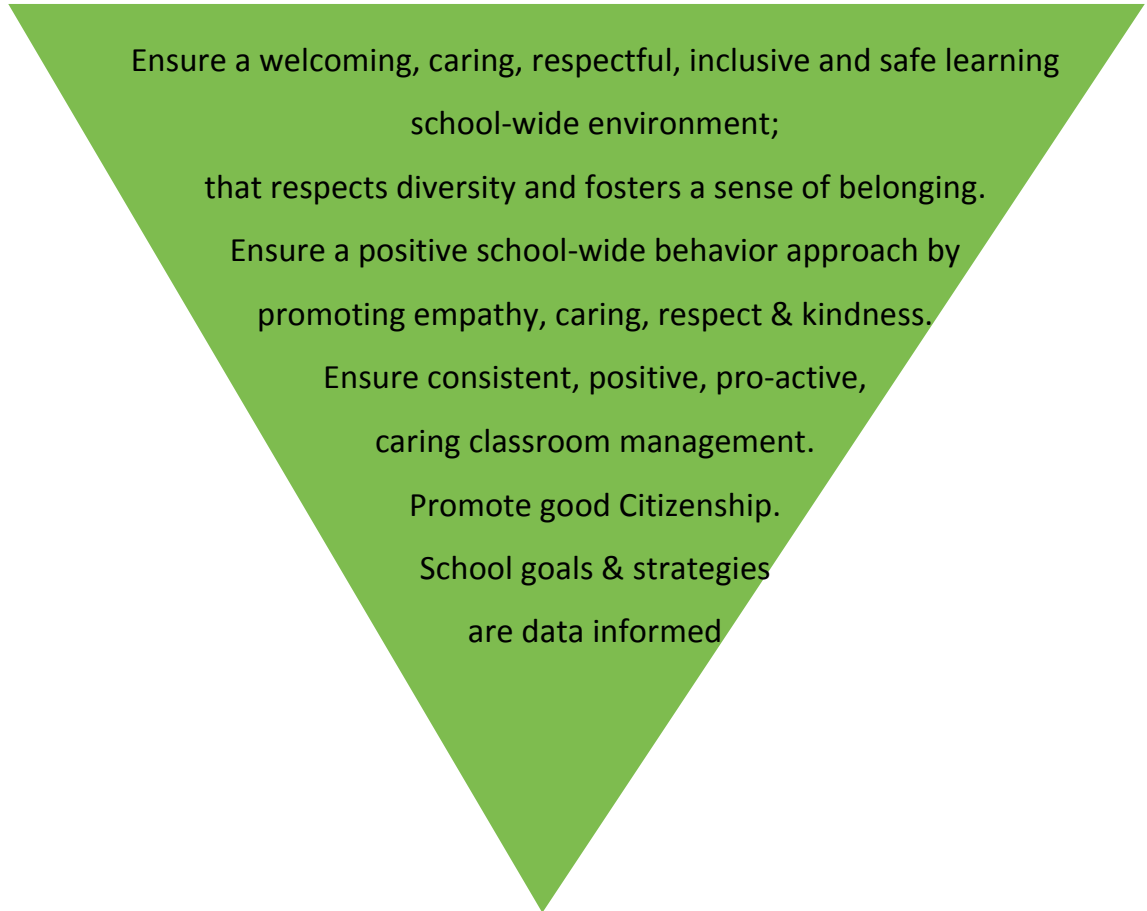 Ensure a welcoming, caring, respectful, inclusive and safe learning
school-wide environment;
that respects diversity and fosters a sense of belonging.
Ensure a positive school-wide behavior approach by
promoting empathy, caring, respect & kindness.
Ensure consistent, positive, pro-active,
caring classroom management.
Promote good Citizenship.
School goals & strategies
are data informed